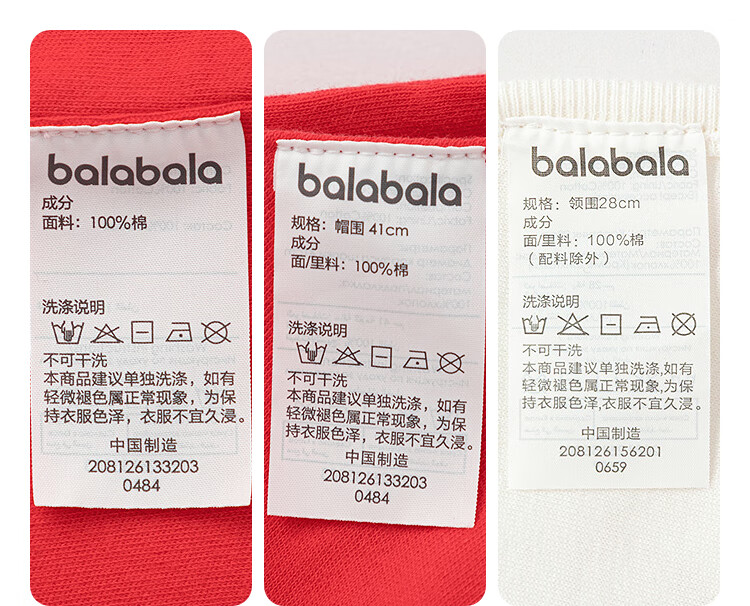 balabala
成分
面料：100%棉
洗涤说明
不可干洗
本商品建议单独洗涤，如有
轻微褪色属正常现象，为保
持衣服色泽，衣服不宜久浸。
中国制造
208126133203
0484
balabala
规格：帽围 41cm
成分
面/里料：100%棉
洗涤说明
不可干洗
本商品建议单独洗涤，如有
轻微褪色属正常现象，为保
持衣服色泽，衣服不宜久浸。
中国制造
208126133203
0484
balabala
规格：领围28cm
成分
面/里料：100%棉
（配料除外）
洗涤说明
不可干洗
本商品建议单独洗涤,如有
轻微褪色属正常现象,为保
持衣服色泽,衣服不宜久浸。
中国制造
208126156201
0659